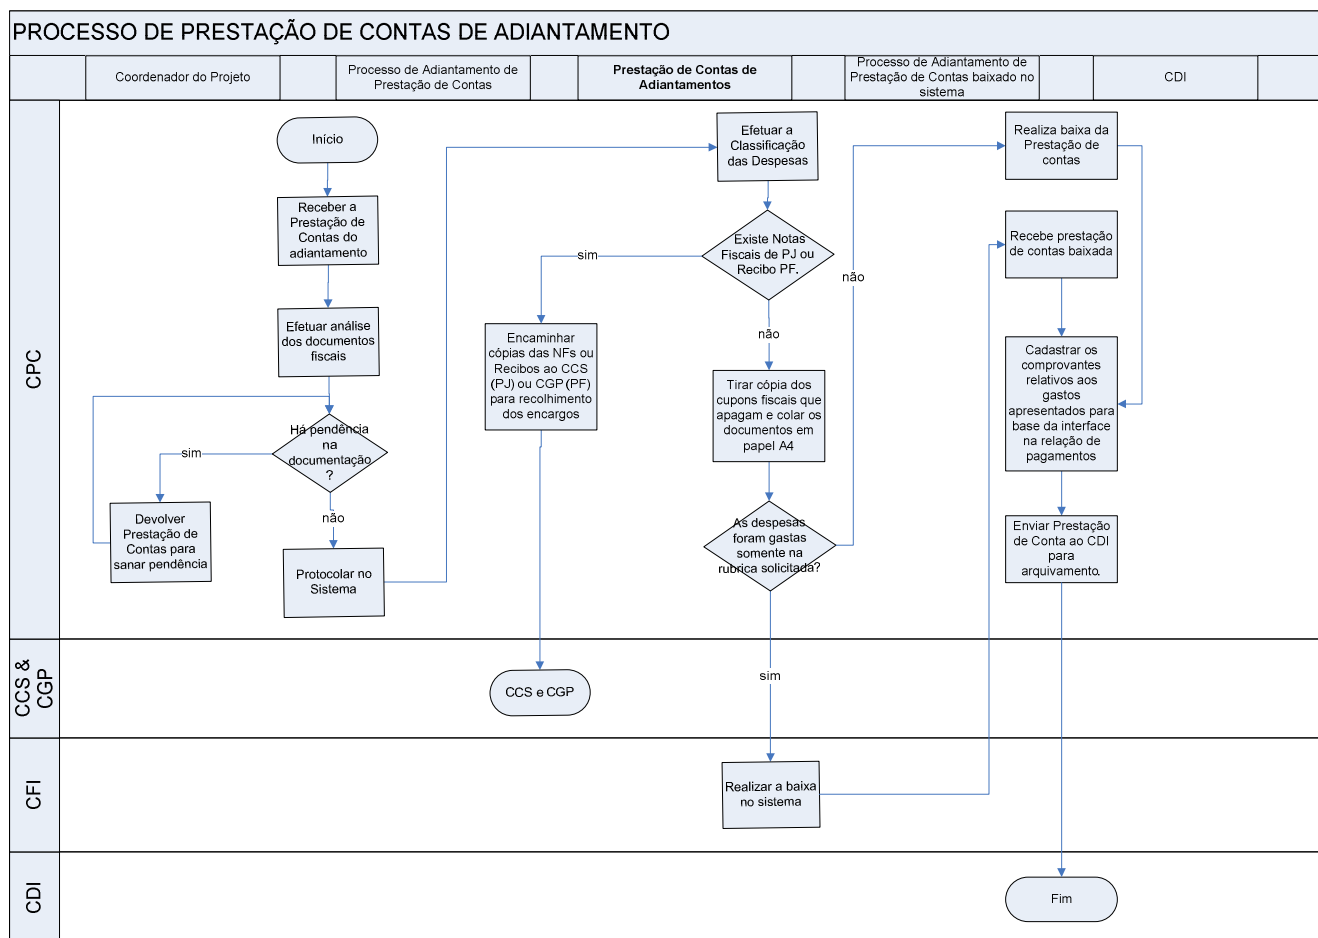 PROCESSO DE PRESTAÇÃO DE CONTAS DE ADIANTAMENTO
Coordenador do Projeto
Processo de Adiantamento de
Prestação de Contas
Prestação de Contas de
Adiantamentos
Processo de Adiantamento de
Prestação de Contas baixado no
sistema
CDI
CPC
Início
Receber a
Prestação de
Contas do
adiantamento
Efetuar análise
dos documentos
fiscais
Há pendência
na
documentação
?
sim
Devolver
Prestação de
Contas para
sanar pendência
não
Protocolar no
Sistema
Efetuar a
Classificação
das Despesas
Existe Notas
Fiscais de PJ ou
Recibo PF.
sim
Encaminhar
cópias das NFs ou
Recibos ao CCS
(PJ) ou CGP (PF)
para recolhimento
dos encargos
não
Tirar cópia dos
cupons fiscais que
apagam e colar os
documentos em
papel A4
As despesas
foram gastas
somente na
rubrica solicitada?
não
Realiza baixa da
Prestação de
contas
Recebe prestação
de contas baixada
Cadastrar os
comprovantes
relativos aos
gastos
apresentados para
base da interface
na relação de
pagamentos
Enviar Prestação
de Conta ao CDI
para
arquivamento.
CCS &
CGP
CCS e CGP
sim
CFI
Realizar a baixa
no sistema
CDI
Fim